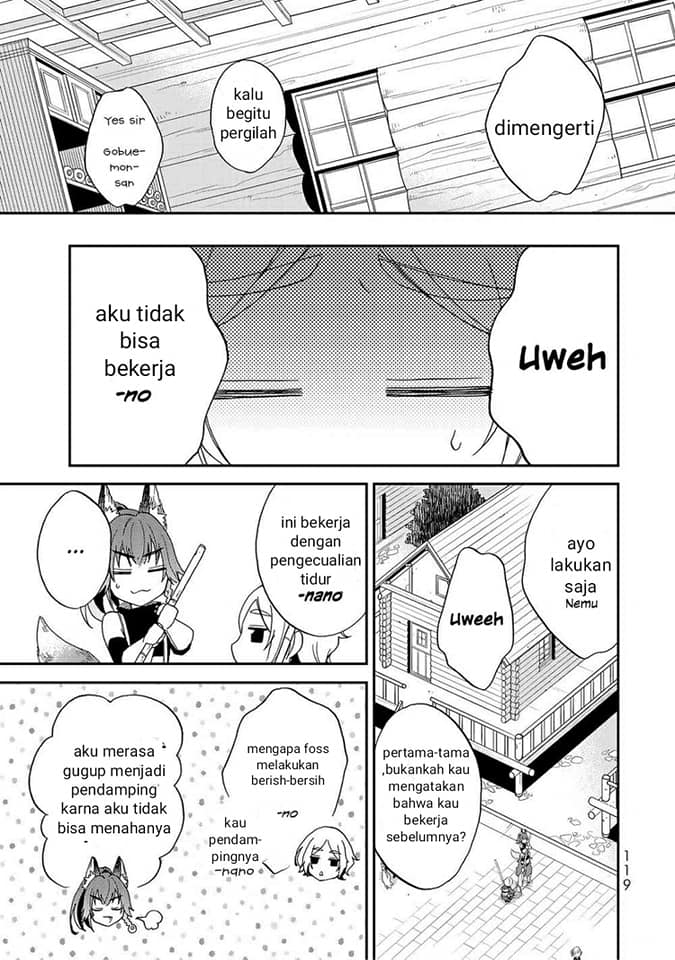 dimengerti
kalu
begitu
pergilah
Yes sir
Gobue-
mon-
san
Uweh
aku tidak
bisa
bekerja
-no
ayo
lakukan
saja
Nemu
Uweeh
pertama-tama
,bukankah kau
mengatakan
bahwa kau
bekerja
sebelumnya?
ini bekerja
dengan
pengecualian
tidur
-nano
...
mengapa foss
melakukan
berish-bersih
-no
kau
pendam-
pingnya
-nano
aku merasa
gugup menjadi
pendamping
karna aku tidak
bisa menahanya
119